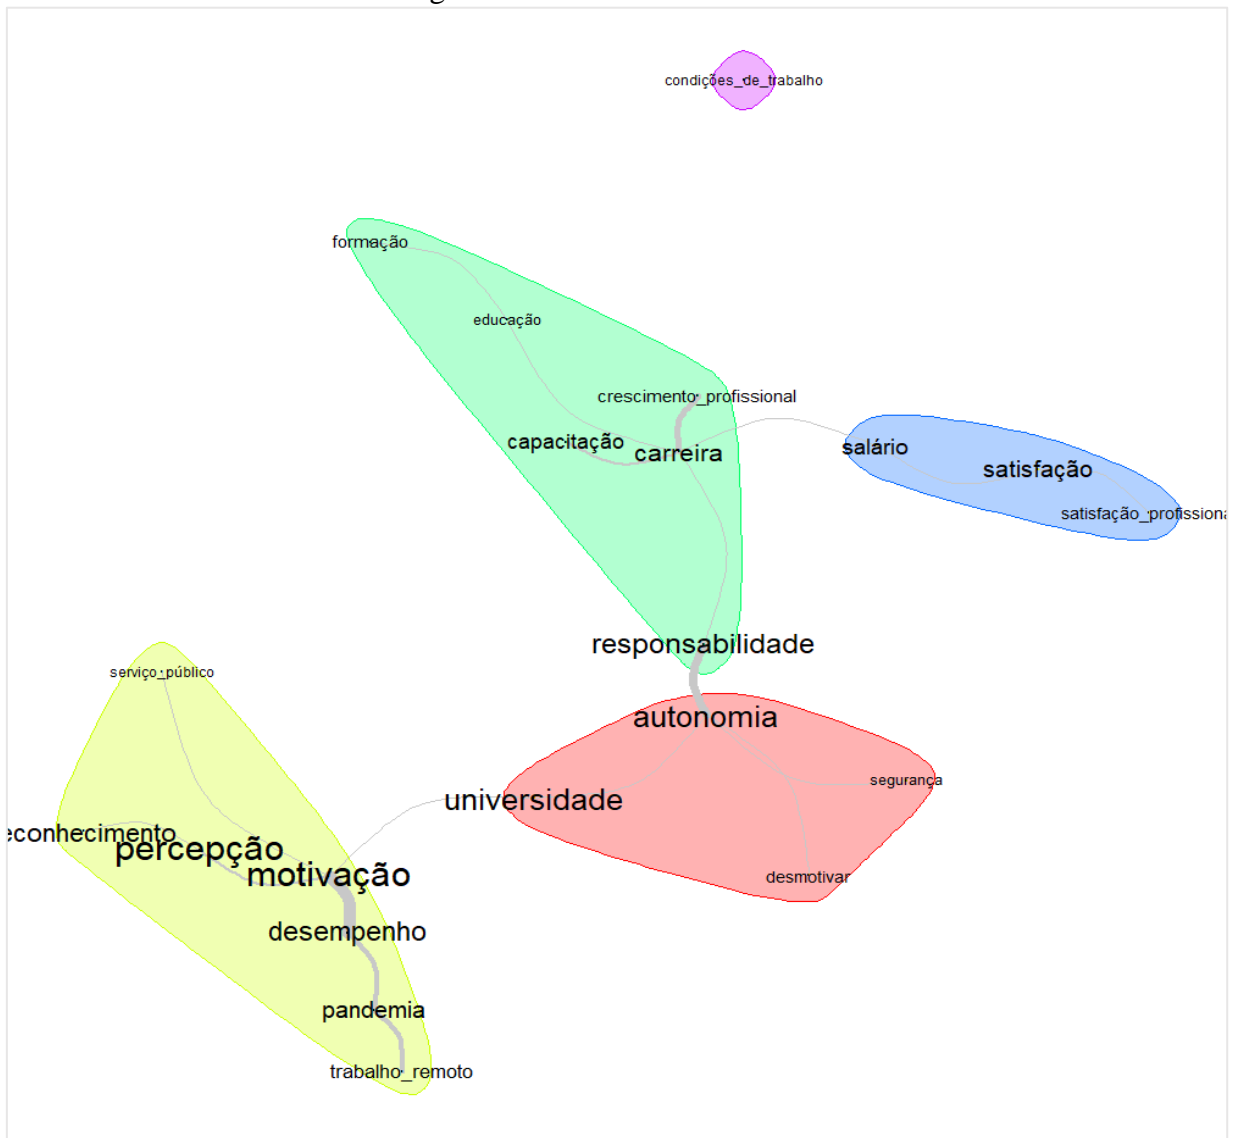 g
condições_de_trabalho
formação
educação
crescimento_profissional
capacitação
carreira
salário
satisfação
satisfação_profissiona
responsabilidade
serviço_público
autonomia
segurança
universidade
econhecimento
percepção
motivação
desmotivar
desempenho
pandemia
trabalho_remoto